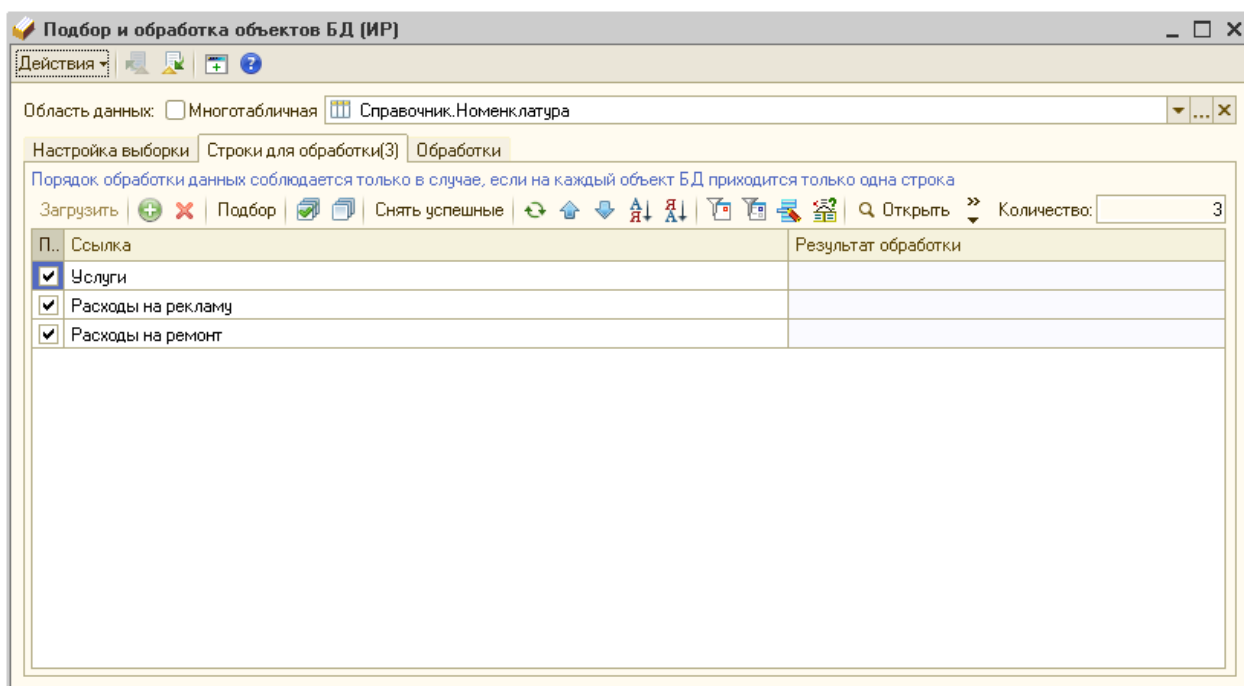 Подбор и обработка объектов БД (ИР)
Действия
Область данных: Многотабличная Справочник.Номенклатура ...
Настройка выборки Строки для обработки(3) Обработки
Порядок обработки данных соблюдается только в случае, если на каждый объект БД приходится только одна строка
Загрузить Подбор Снять успешные Открыть Количество: 3
П.. Ссылка Результат обработки
Услуги
Расходы на рекламу
Расходы на ремонт